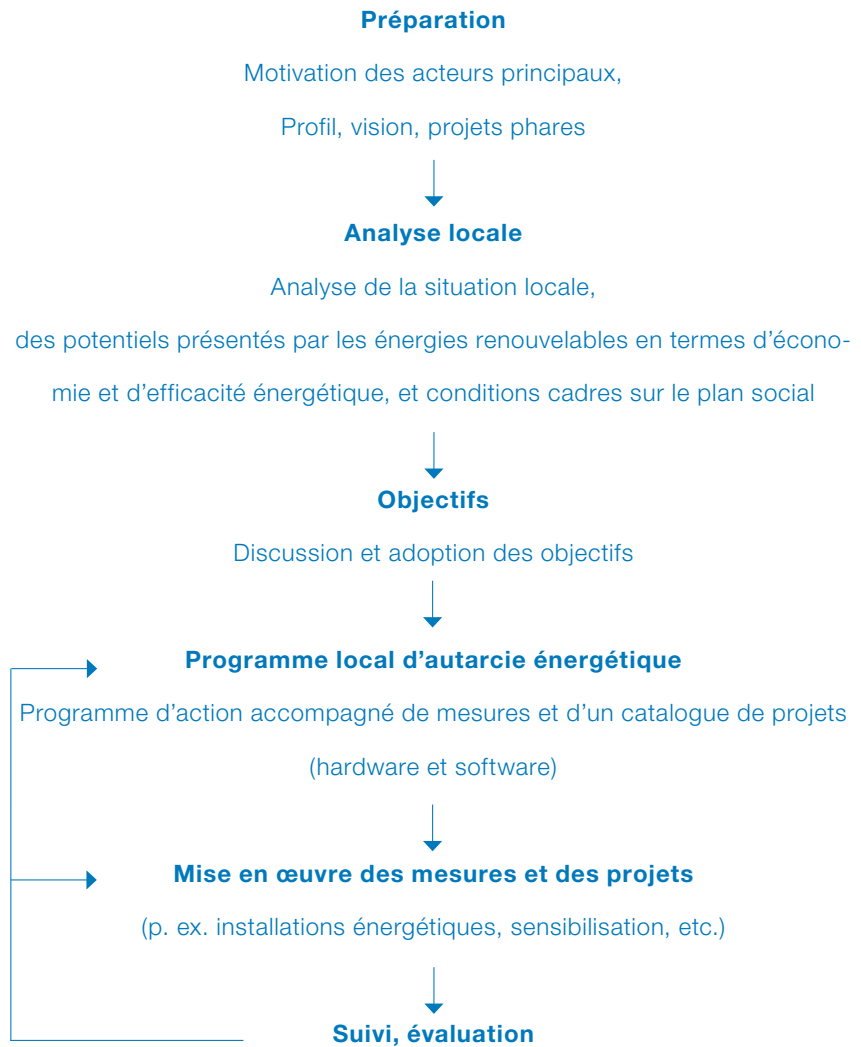 Préparation
Motivation des acteurs principaux,
Profil, vision, projets phares
Analyse locale
Analyse de la situation locale,
des potentiels présentés par les énergies renouvelables en termes d’écono-
mie et d’efficacité énergétique, et conditions cadres sur le plan social
Objectifs
Discussion et adoption des objectifs
Programme local d’autarcie énergétique
Programme d’action accompagné de mesures et d’un catalogue de projets
(hardware et software)
Mise en œuvre des mesures et des projets
(p. ex. installations énergétiques, sensibilisation, etc.)
Suivi, évaluation